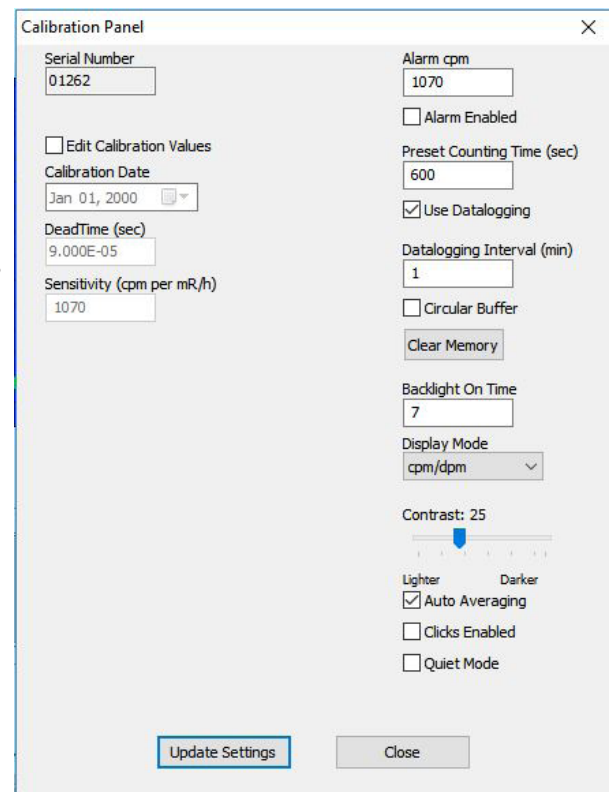 Calibration Panel
Serial Number
01262
Edit Calibration Values
Calibration Date
Jan 01, 2000
DeadTime (sec)
9.000E-05
Sensitivity (cpm per mR/h)
1070
Alarm cpm
1070
Alarm Enabled
Preset Counting Time (sec)
600
Use Datalogging
Datalogging Interval (min)
1
Circular Buffer
Clear Memory
Backlight On Time
7
Display Mode
cpm/dpm
Contrast: 25
Lighter Darker
Auto Averaging
Clicks Enabled
Quiet Mode
Update Settings Close